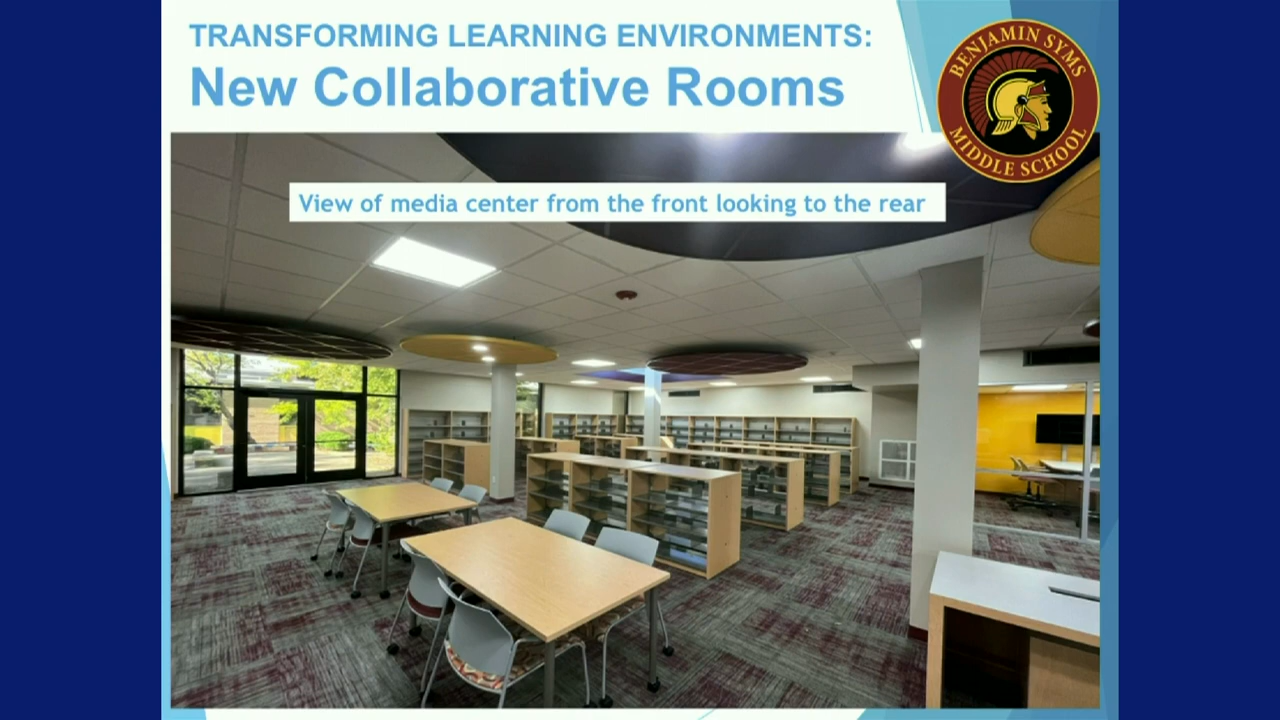 TRANSFORMING LEARNING ENVIRONMENTS:
New Collaborative Rooms
BENJAMIN SYMS
MIDDLE SCHOOL
View of media center from the front looking to the rear